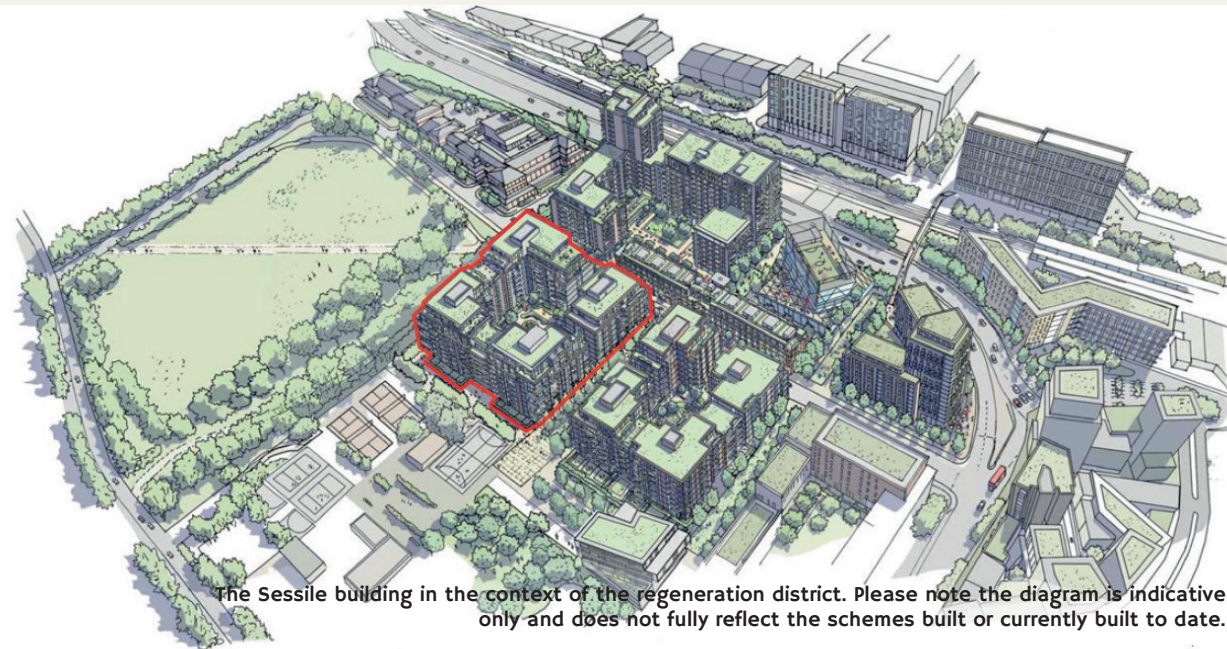 The Sessile building in the context of the regeneration district. Please note the diagram is indicative
only and does not fully reflect the schemes built or currently built to date.